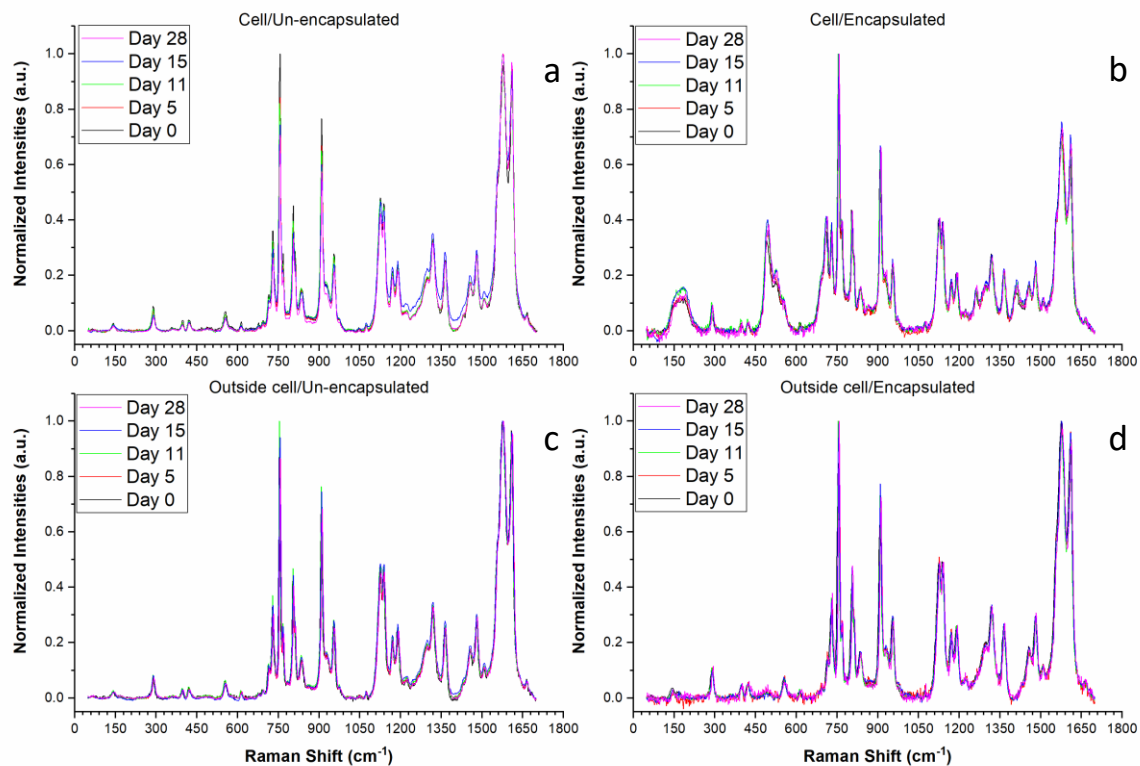 Cell/Un-encapsulated
Day 28
Day 15
Day 11
Day 5
Day 0
a
Normalized Intensities (a.u.)
1.0
0.8
0.6
0.4
0.2
0.0
0 150 300 450 600 750 900 1050 1200 1350 1500 1650 1800
Cell/Encapsulated
Day 28
Day 15
Day 11
Day 5
Day 0
b
Normalized Intensities (a.u.)
1.0
0.8
0.6
0.4
0.2
0.0
0 150 300 450 600 750 900 1050 1200 1350 1500 1650 1800
Outside cell/Un-encapsulated
Day 28
Day 15
Day 11
Day 5
Day 0
c
Normalized Intensities (a.u.)
1.0
0.8
0.6
0.4
0.2
0.0
0 150 300 450 600 750 900 1050 1200 1350 1500 1650 1800
Raman Shift (cm⁻¹)
Outside cell/Encapsulated
Day 28
Day 15
Day 11
Day 5
Day 0
d
Normalized Intensities (a.u.)
1.0
0.8
0.6
0.4
0.2
0.0
0 150 300 450 600 750 900 1050 1200 1350 1500 1650 1800
Raman Shift (cm⁻¹)